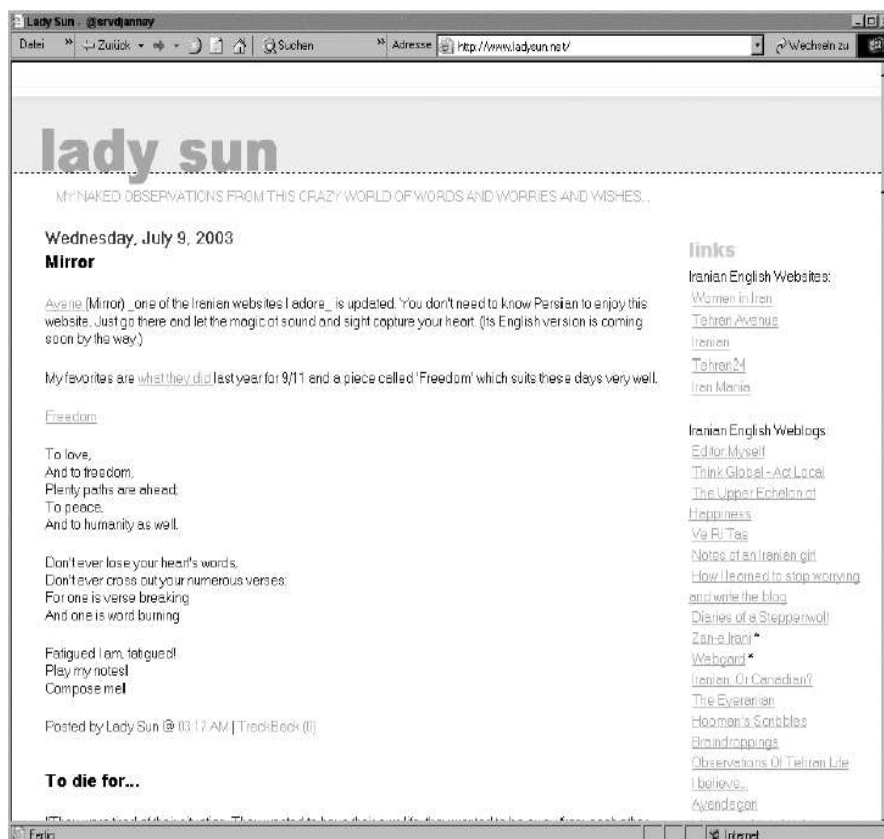 Lady Sun - @srvdjannay
Datei » Zurück Suchen » Adresse http://www.ladysun.net/ Wechseln zu
lady sun
MY NAKED OBSERVATIONS FROM THIS CRAZY WORLD OF WORDS AND WORRIES AND WISHES...
Wednesday, July 9, 2003
Mirror
Ayene (Mirror) _one of the Iranian websites I adore_ is updated. You don't need to know Persian to enjoy this
website. Just go there and let the magic of sound and sight capture your heart. (Its English version is coming
soon by the way.)
My favorites are what they did last year for 9/11 and a piece called 'Freedom' which suits these days very well.
Freedom
To love,
And to freedom,
Plenty paths are ahead;
To peace,
And to humanity as well.
Don't ever lose your heart's words,
Don't ever cross out your numerous verses;
For one is verse breaking
And one is word burning
Fatigued I am, fatigued!
Play my notes!
Compose me!
Posted by Lady Sun @ 03:12 AM | TrackBack (0)
To die for...
links
Iranian English Websites:
Women in Iran
Tehran Avenue
Iranian
Tehran24
Iran Mania
Iranian English Weblogs:
Editor:Myself
Think Global - Act Local
The Upper Echelon of
Happiness
Ve Ri Tas
Notes of an Iranian girl
How I learned to stop worrying
and write the blog
Diaries of a Steppenwolf
Zan-e Irani *
Webgard *
Iranian, Or Canadian?
The Eyeranian
Hooman's Scribbles
Braindroppings
Observations Of Tehran Life
I believe...
Ayandegan
Fertig
Internet